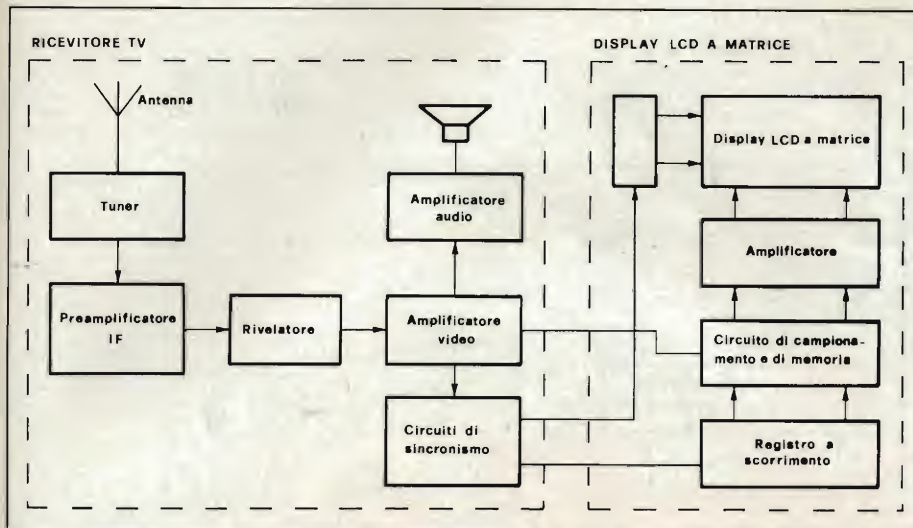 RICEVITORE TV
Antenna
Tuner
Preamplificatore
IF
Rivelatore
Amplificatore
audio
Amplificatore
video
Circuiti di
sincronismo
DISPLAY LCD A MATRICE
Display LCD a matrice
Amplificatore
Circuito di campiona-
mento e di memoria
Registro a
scorrimento